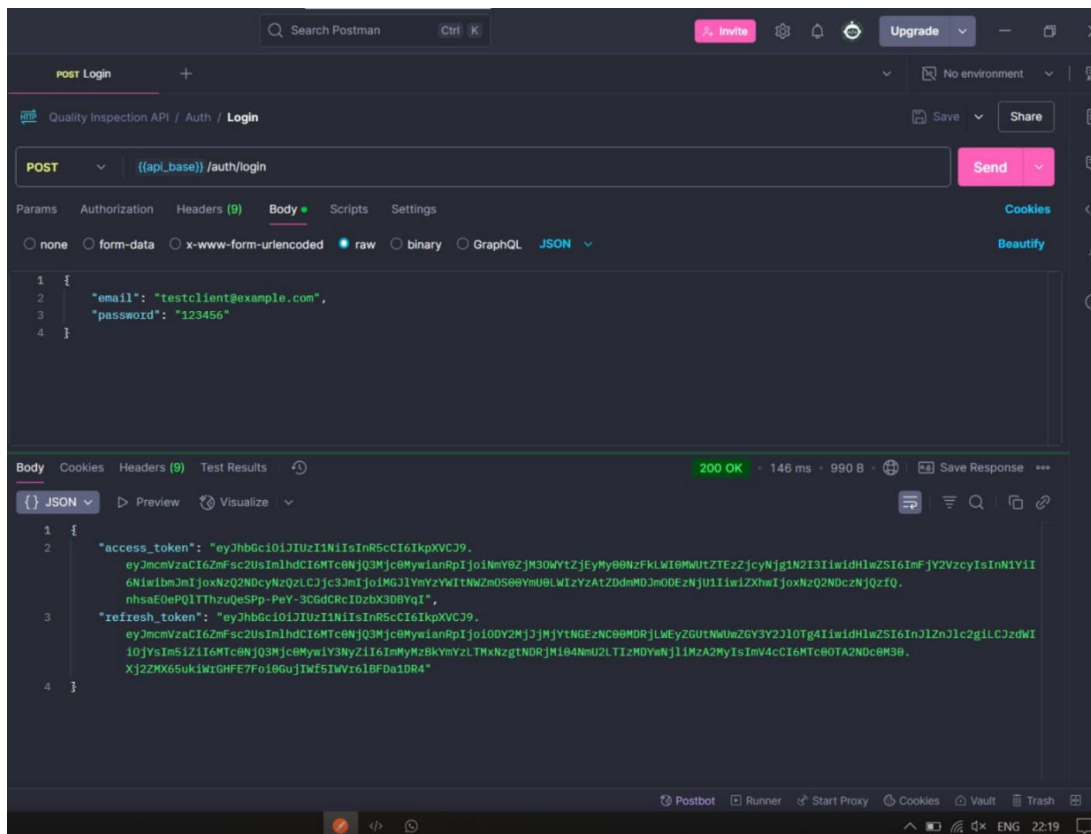 Search Postman Ctrl K
Invite
Upgrade
POST Login
No environment
HTTP Quality Inspection API / Auth / Login
Save
Share
POST {{api_base}} /auth/login
Send
Params Authorization Headers (9) Body Scripts Settings
Cookies
none form-data x-www-form-urlencoded raw binary GraphQL JSON
Beautify
1 {
2 "email": "testclient@example.com",
3 "password": "123456"
4 }
Body Cookies Headers (9) Test Results
200 OK 146 ms 990 B
Save Response
{} JSON Preview Visualize
1 {
2 "access_token": "eyJhbGciOiJIUzI1NiIsInR5cCI6IkpXVCJ9.
3 "refresh_token": "eyJhbGciOiJIUzI1NiIsInR5cCI6IkpXVCJ9.
4 }
Postbot Runner Start Proxy Cookies Vault Trash
ENG 22:19